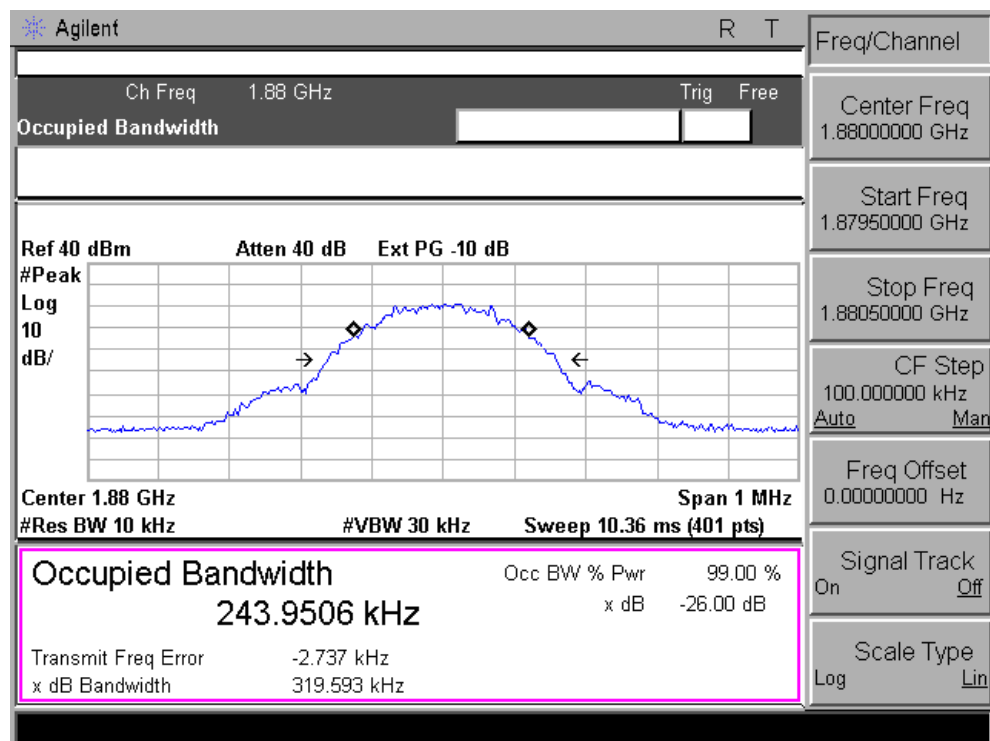 Agilent
R T
Ch Freq 1.88 GHz Trig Free
Occupied Bandwidth
Ref 40 dBm Atten 40 dB Ext PG -10 dB
#Peak
Log
10
dB/
Center 1.88 GHz Span 1 MHz
#Res BW 10 kHz #VBW 30 kHz Sweep 10.36 ms (401 pts)
Occupied Bandwidth
243.9506 kHz
Occ BW % Pwr 99.00 %
x dB -26.00 dB
Transmit Freq Error -2.737 kHz
x dB Bandwidth 319.593 kHz
Freq/Channel
Center Freq
1.88000000 GHz
Start Freq
1.87950000 GHz
Stop Freq
1.88050000 GHz
CF Step
100.000000 kHz
Auto Man
Freq Offset
0.00000000 Hz
Signal Track
On Off
Scale Type
Log Lin